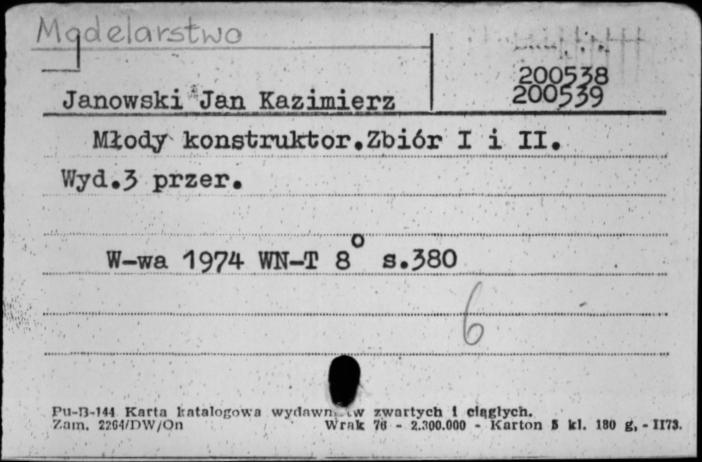 Modelarstwo
200538
200539
Janowski Jan Kazimierz
Młody konstruktor.Zbiór I i II.
Wyd.3 przer.
W-wa 1974 WN-T 8° s.380
6
Pu-B-144 Karta katalogowa zwartych i ciągłych.
Zam. 2264/DW/On Wrak 76 - 2.300.000 - Karton 5 kl. 180 g, - II73.